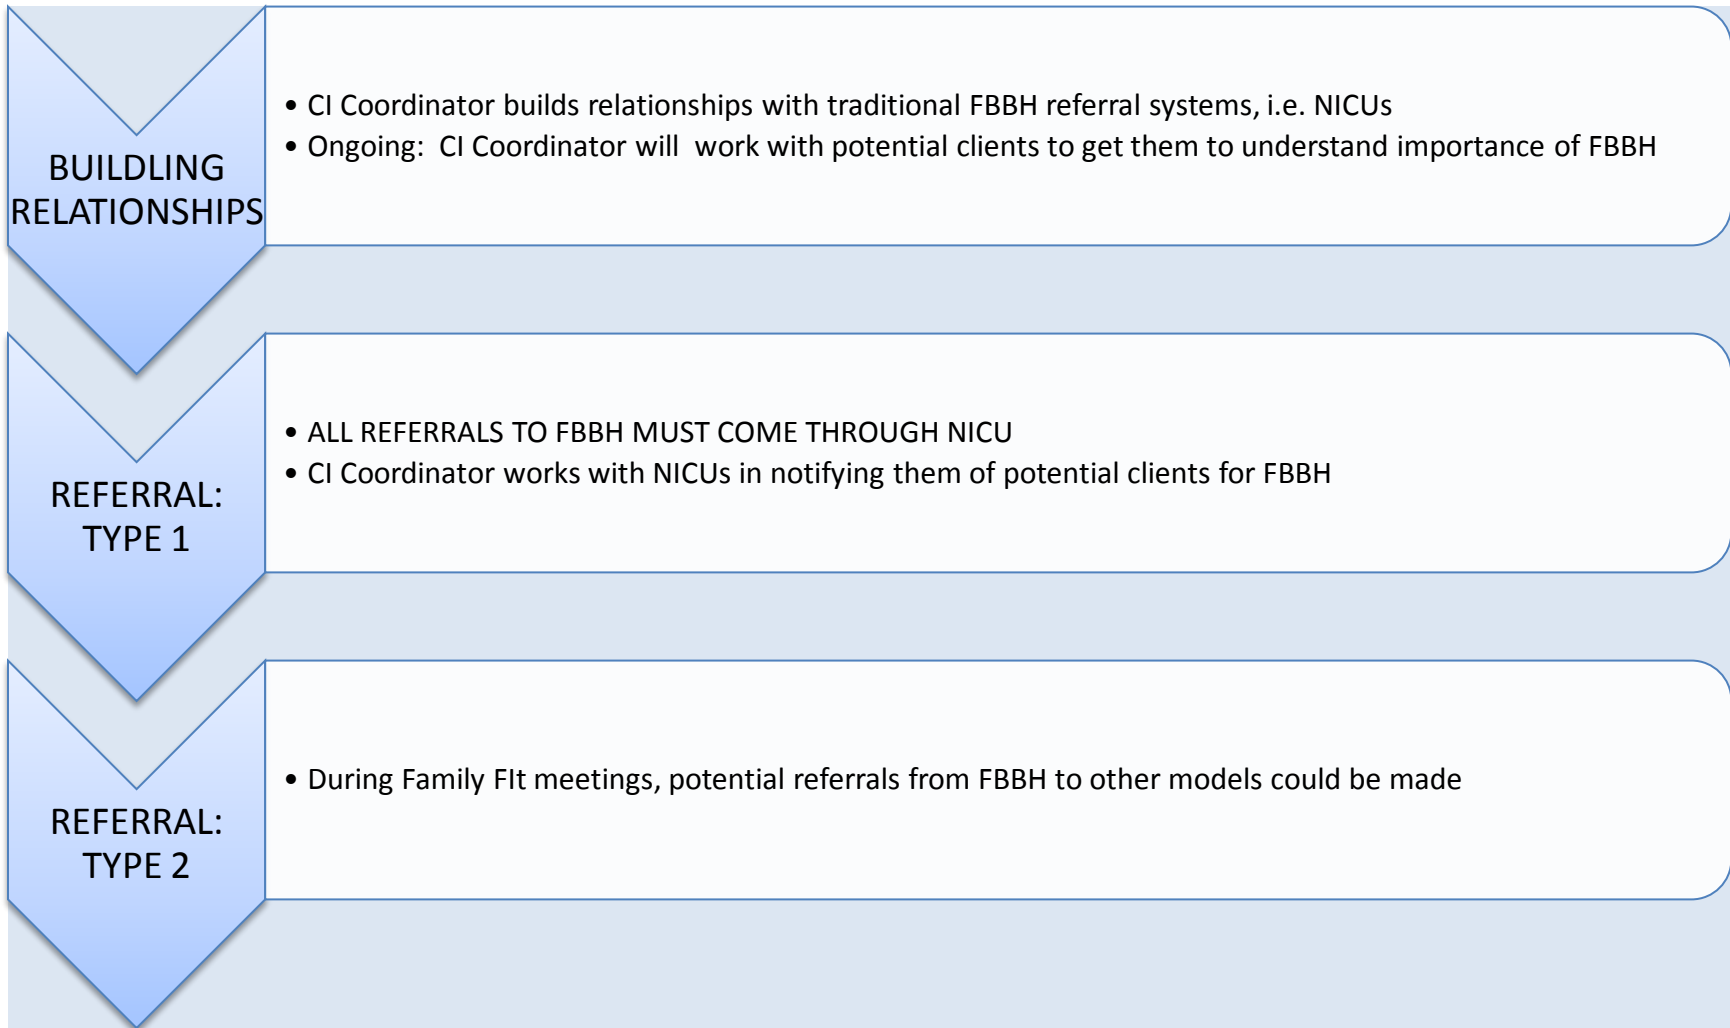 BUILDLING
RELATIONSHIPS
• CI Coordinator builds relationships with traditional FBBH referral systems, i.e. NICUs
• Ongoing:  CI Coordinator will  work with potential clients to get them to understand importance of FBBH
REFERRAL:
TYPE 1
• ALL REFERRALS TO FBBH MUST COME THROUGH NICU
• CI Coordinator works with NICUs in notifying them of potential clients for FBBH
REFERRAL:
TYPE 2
• During Family FIt meetings, potential referrals from FBBH to other models could be made